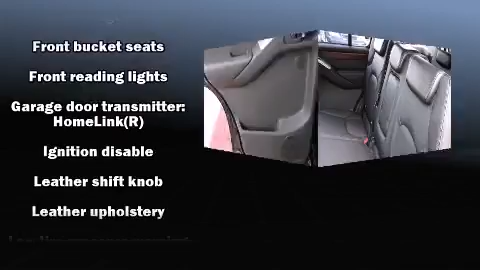 Front bucket seats
Front reading lights
Garage door transmitter:
HomeLink(R)
Ignition disable
Leather shift knob
Leather upholstery